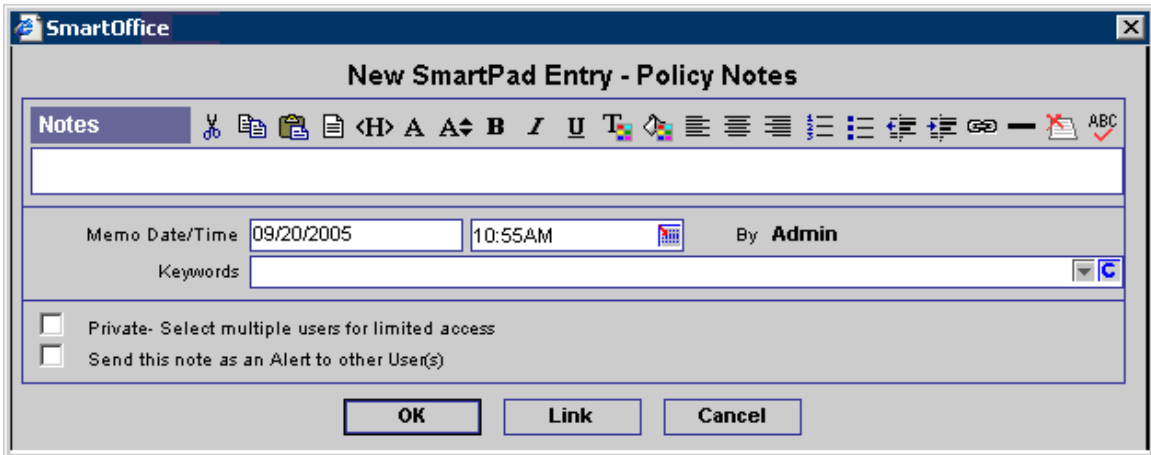 SmartOffice
New SmartPad Entry - Policy Notes
Notes <H> A A B I U T ABC
Memo Date/Time 09/20/2005 10:55AM By Admin
Keywords C
Private- Select multiple users for limited access
Send this note as an Alert to other User(s)
OK Link Cancel